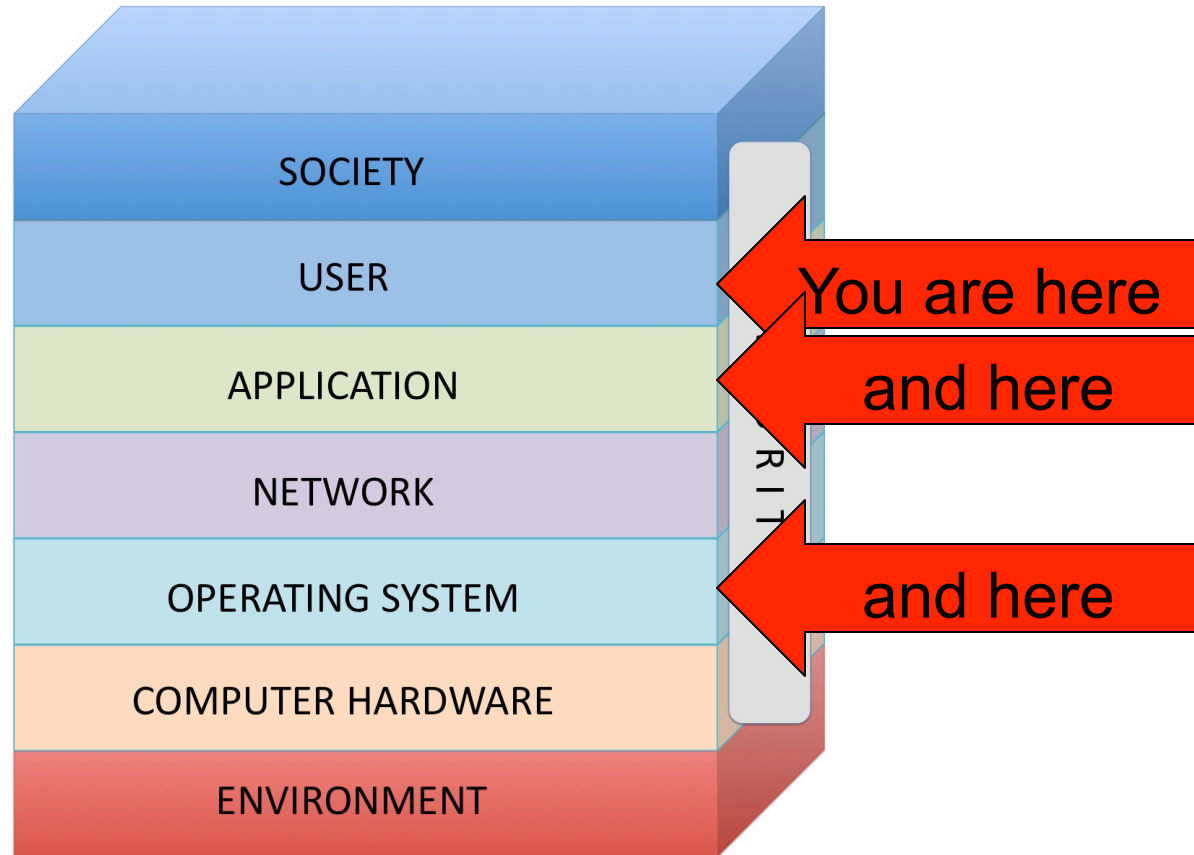 SOCIETY
USER
You are here
APPLICATION
and here
NETWORK
OPERATING SYSTEM
and here
COMPUTER HARDWARE
ENVIRONMENT